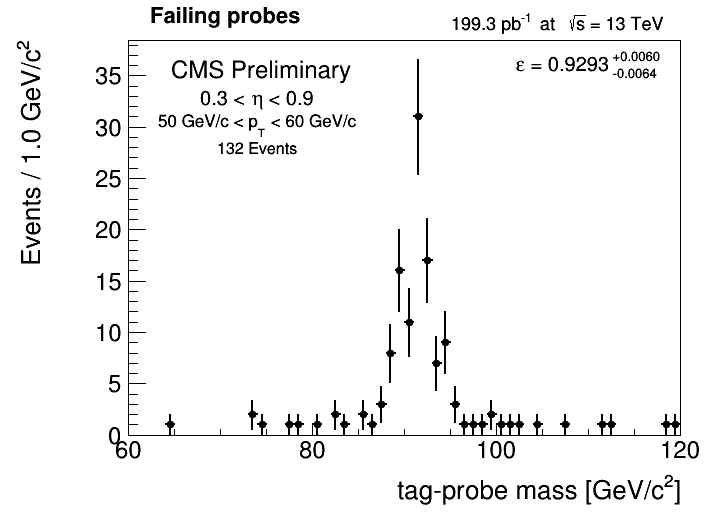 Failing probes
199.3 pb⁻¹ at √s = 13 TeV
CMS Preliminary
0.3 < η < 0.9
50 GeV/c < p_T < 60 GeV/c
132 Events
ε = 0.9293 +0.0060 -0.0064
Events / 1.0 GeV/c²
35
30
25
20
15
10
5
0
60 80 100 120
tag-probe mass [GeV/c²]